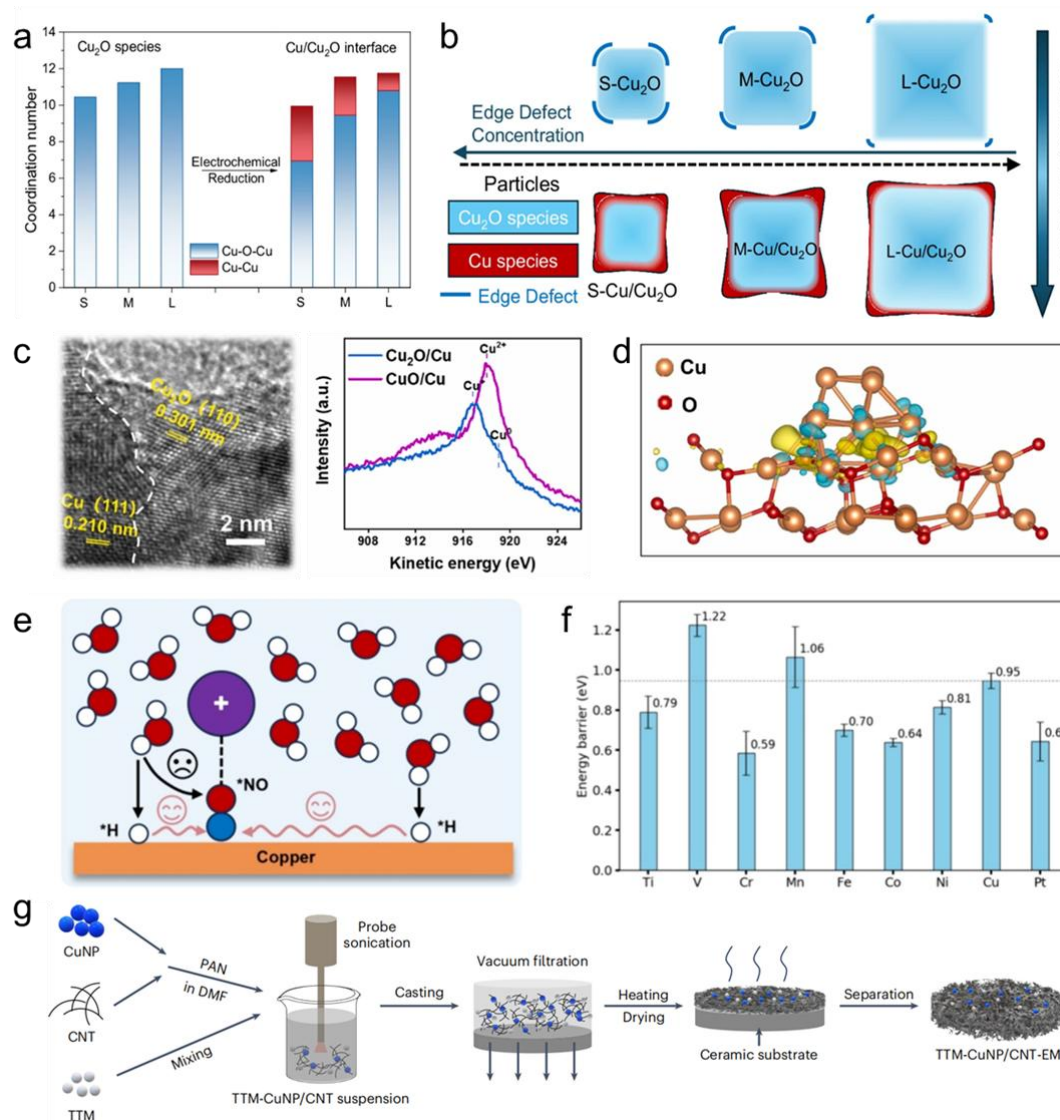 a
Cu₂O species
Cu/Cu₂O interface
Coordination number
14
12
10
8
6
4
2
0
Electrochemical
Reduction
Cu-O-Cu
Cu-Cu
S
M
L
S
M
L
b
S-Cu₂O
M-Cu₂O
L-Cu₂O
Edge Defect
Concentration
Particles
Cu₂O species
Cu species
Edge Defect
S-Cu/Cu₂O
M-Cu/Cu₂O
L-Cu/Cu₂O
c
Cu₂O (110)
0.301 nm
Cu (111)
0.210 nm
2 nm
Cu₂O/Cu
CuO/Cu
Cu²⁺
Cu⁺
Cu⁰
Intensity (a.u.)
908
912
916
920
924
Kinetic energy (eV)
d
Cu
O
e
+
*NO
*H
*H
Copper
f
Energy barrier (eV)
1.2
1.0
0.8
0.6
0.4
0.2
0.0
0.79
1.22
0.59
1.06
0.70
0.64
0.81
0.95
Ti
V
Cr
Mn
Fe
Co
Ni
Cu
Pt
g
CuNP
CNT
TTM
PAN
in DMF
Mixing
Probe
sonication
TTM-CuNP/CNT suspension
Casting
Vacuum filtration
Heating
Drying
Ceramic substrate
Separation
TTM-CuNP/CNT-EM